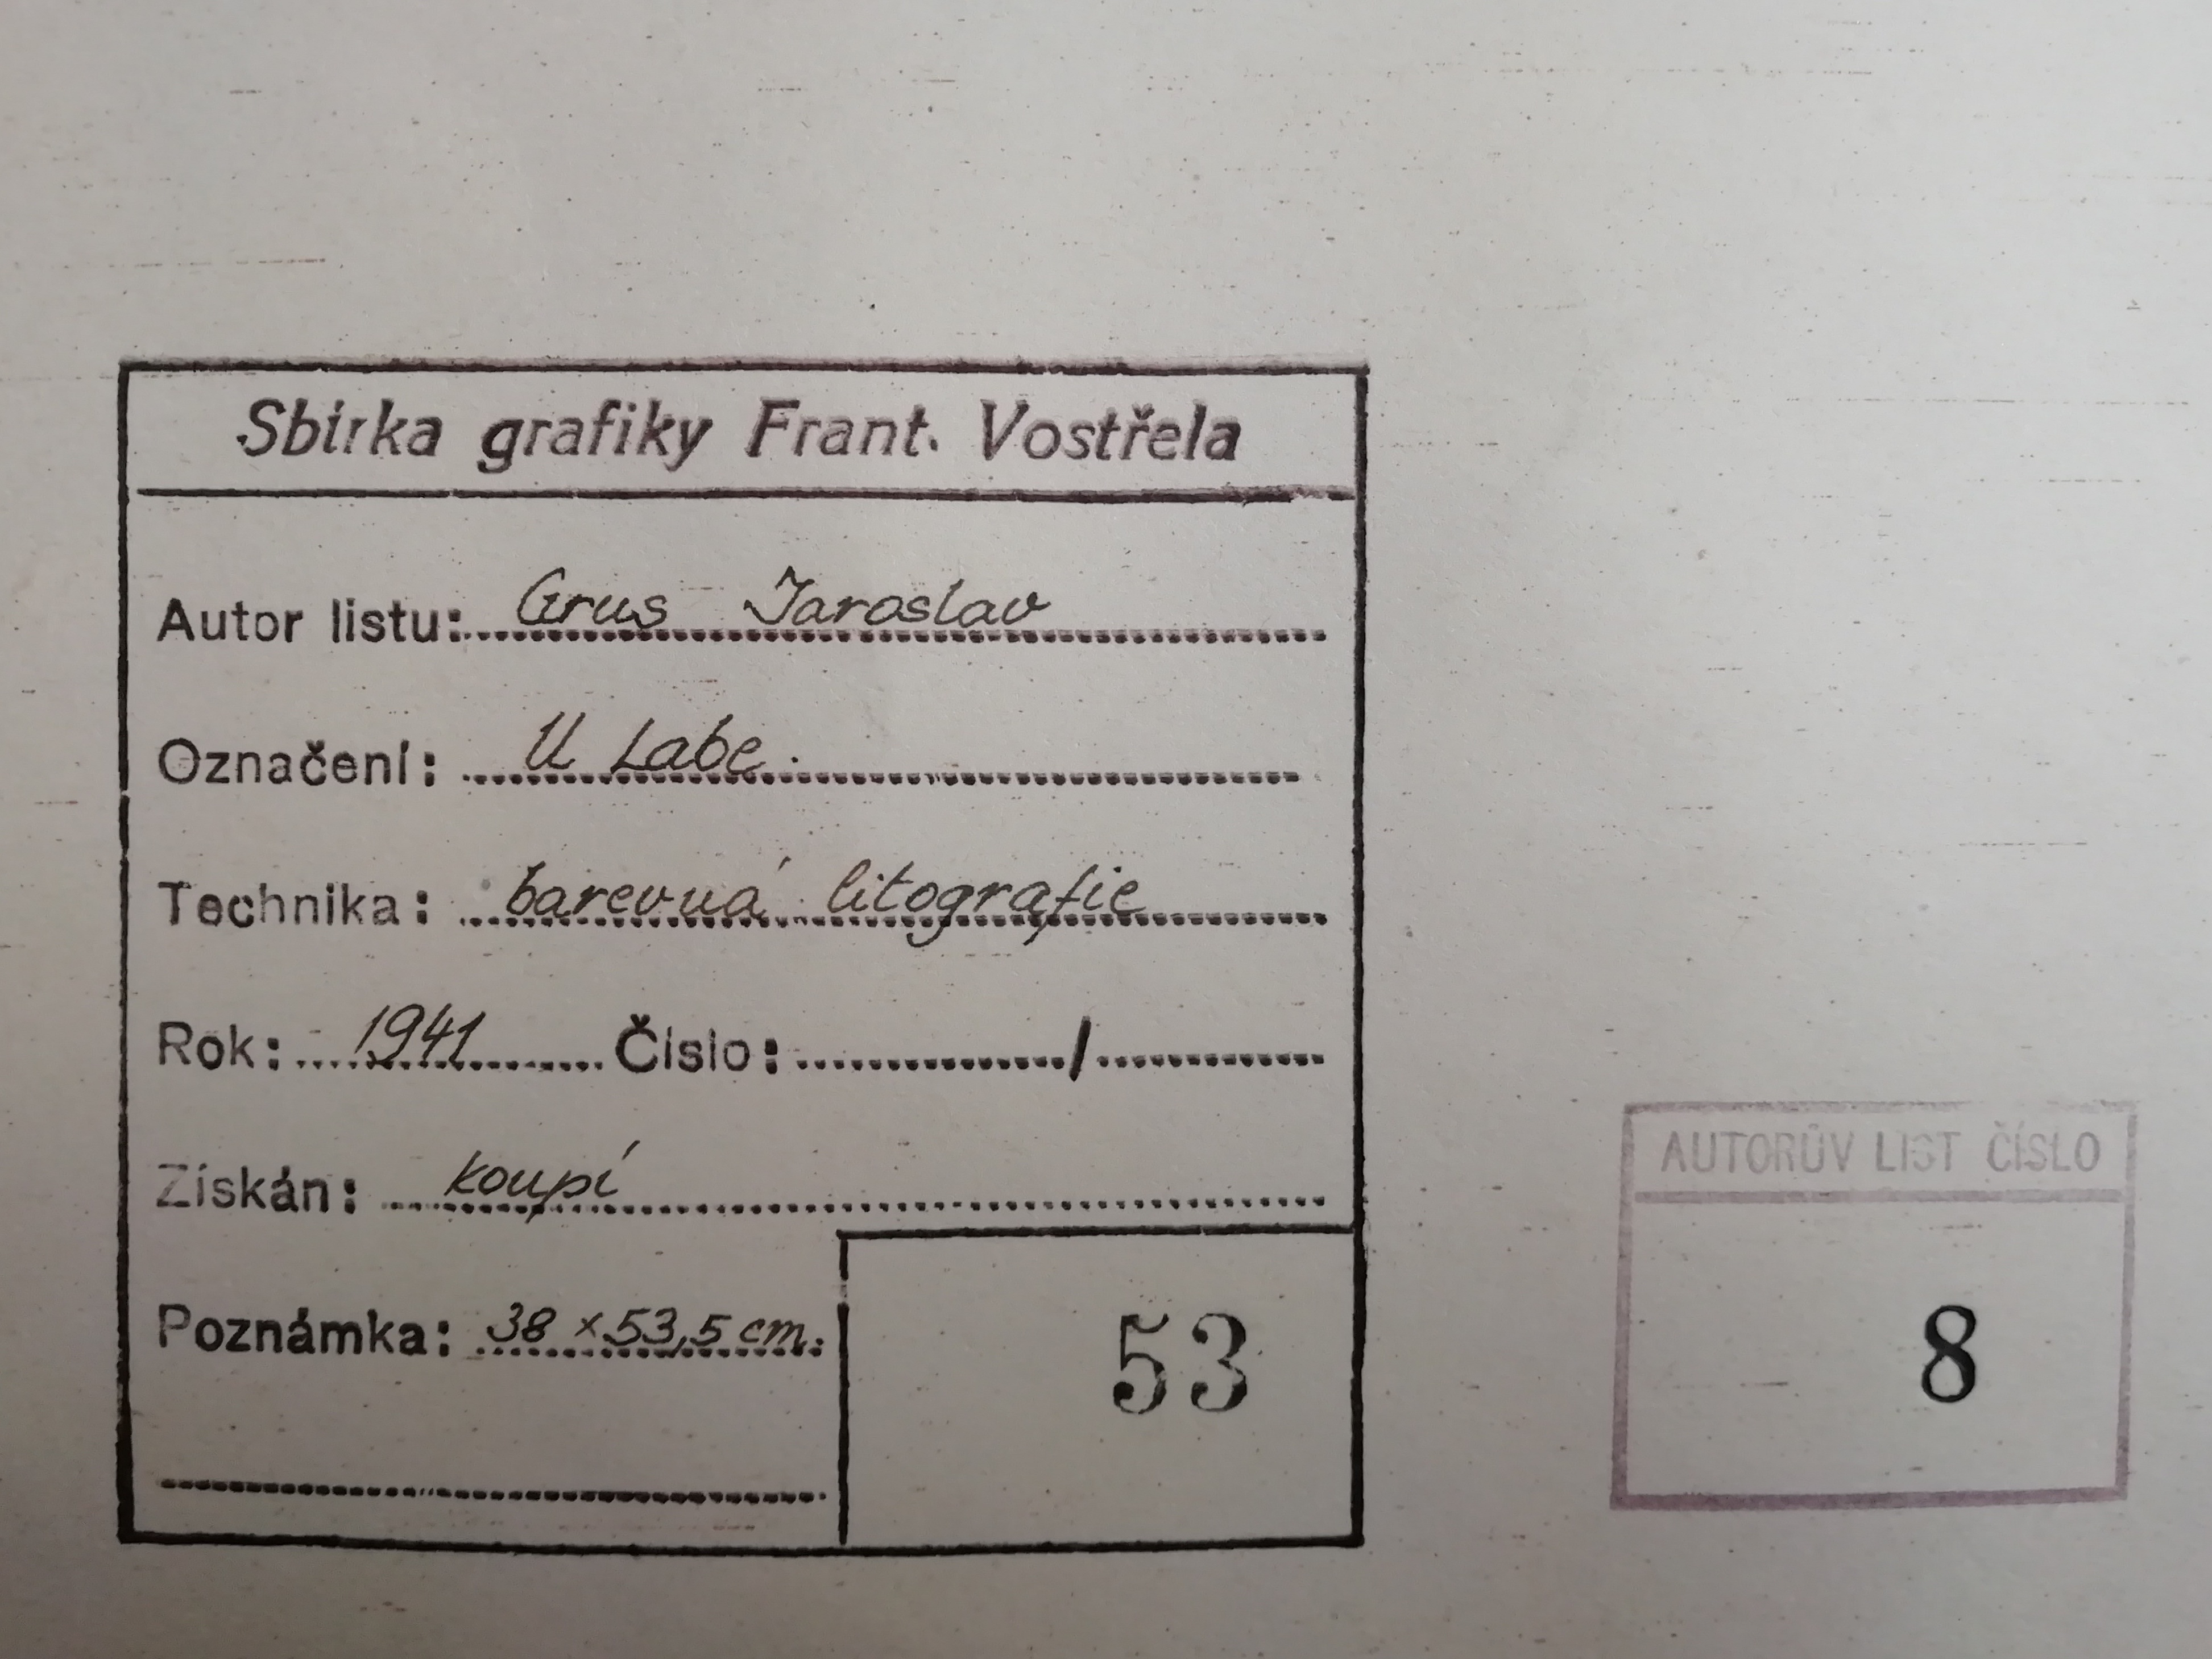 Sbírka grafiky Frant. Vostřela
Autor listu: Grus Jaroslav
Označení: U Labe.
Technika: barevná litografie
Rok: 1941 Číslo: /
Získán: koupí
Poznámka: 38 x 53,5 cm.
53
AUTORŮV LIST ČÍSLO
8